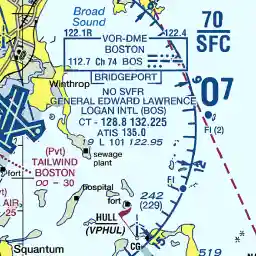 Broad
Sound
122.1R
122.4
VOR-DME
BOSTON
112.7 Ch 74 BOS
BRIDGEPORT
70
SFC
07
Winthrop
NO SVFR
GENERAL EDWARD LAWRENCE
LOGAN INTL (BOS)
CT - 128.8 132.225
ATIS 135.0
19 L 101 122.95
Fl (2)
(Pvt)
TAILWIND
BOSTON
00 - 30
sewage
plant
12
hospital
fort
AIR
25
242
(229)
Fl
HULL
(VPHUL)
CG
Squantum